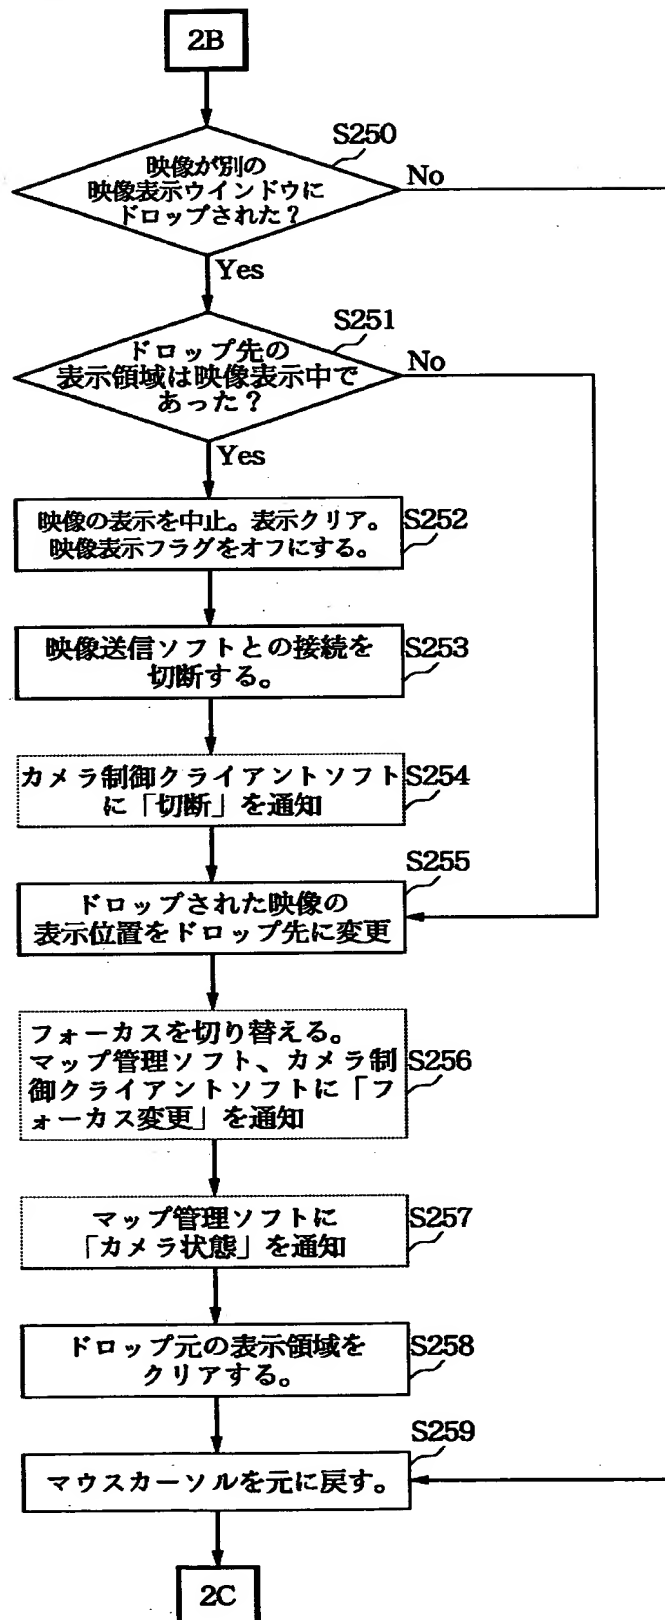 2B
S250
映像が別の
映像表示ウインドウに
ドロップされた？
No
Yes
S251
ドロップ先の
表示領域は映像表示中で
あった？
No
Yes
映像の表示を中止。表示クリア。
映像表示フラグをオフにする。
S252
映像送信ソフトとの接続を
切断する。
S253
カメラ制御クライアントソフト
に「切断」を通知
S254
S255
ドロップされた映像の
表示位置をドロップ先に変更
フォーカスを切り替える。
マップ管理ソフト、カメラ制
御クライアントソフトに「フ
ォーカス変更」を通知
S256
マップ管理ソフトに
「カメラ状態」を通知
S257
ドロップ元の表示領域を
クリアする。
S258
S259
マウスカーソルを元に戻す。
2C